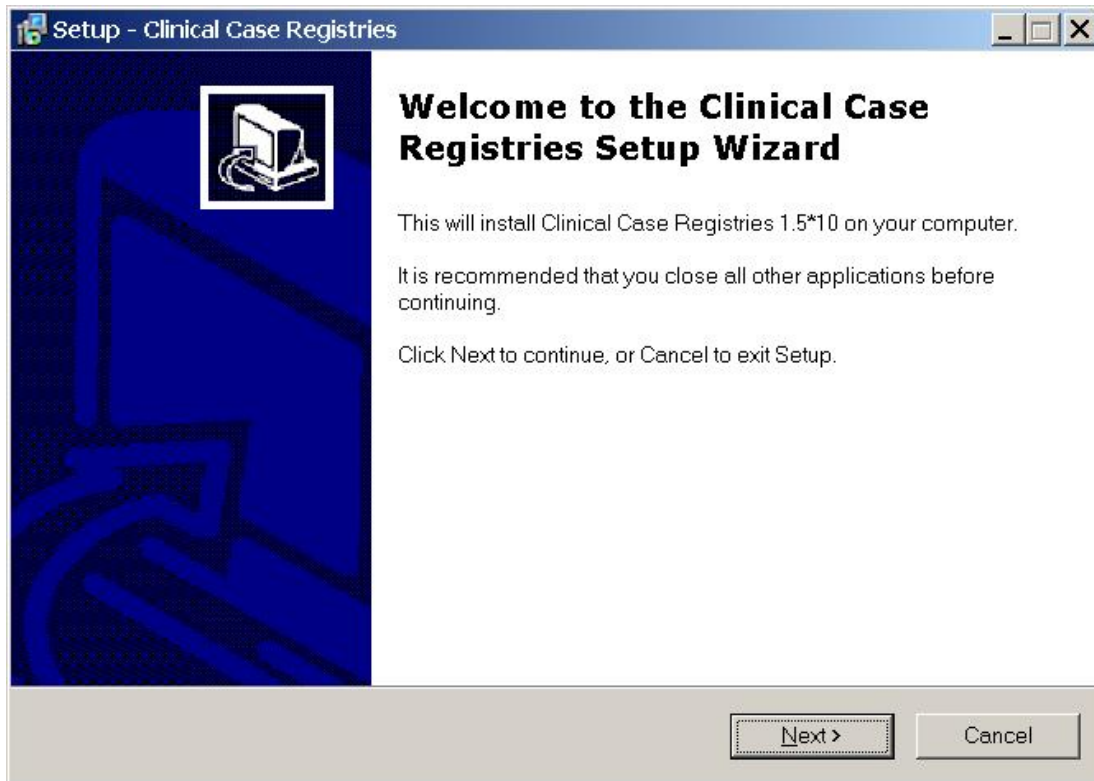 Setup - Clinical Case Registries
Welcome to the Clinical Case
Registries Setup Wizard
This will install Clinical Case Registries 1.5*10 on your computer.
It is recommended that you close all other applications before
continuing.
Click Next to continue, or Cancel to exit Setup.
Next >
Cancel